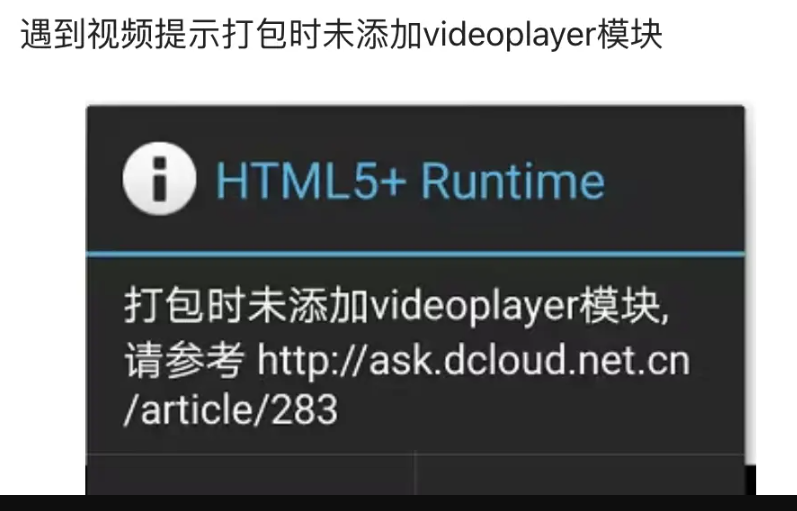 遇到视频提示打包时未添加videoplayer模块
HTML5+ Runtime
打包时未添加videoplayer模块,
请参考 http://ask.dcloud.net.cn
/article/283